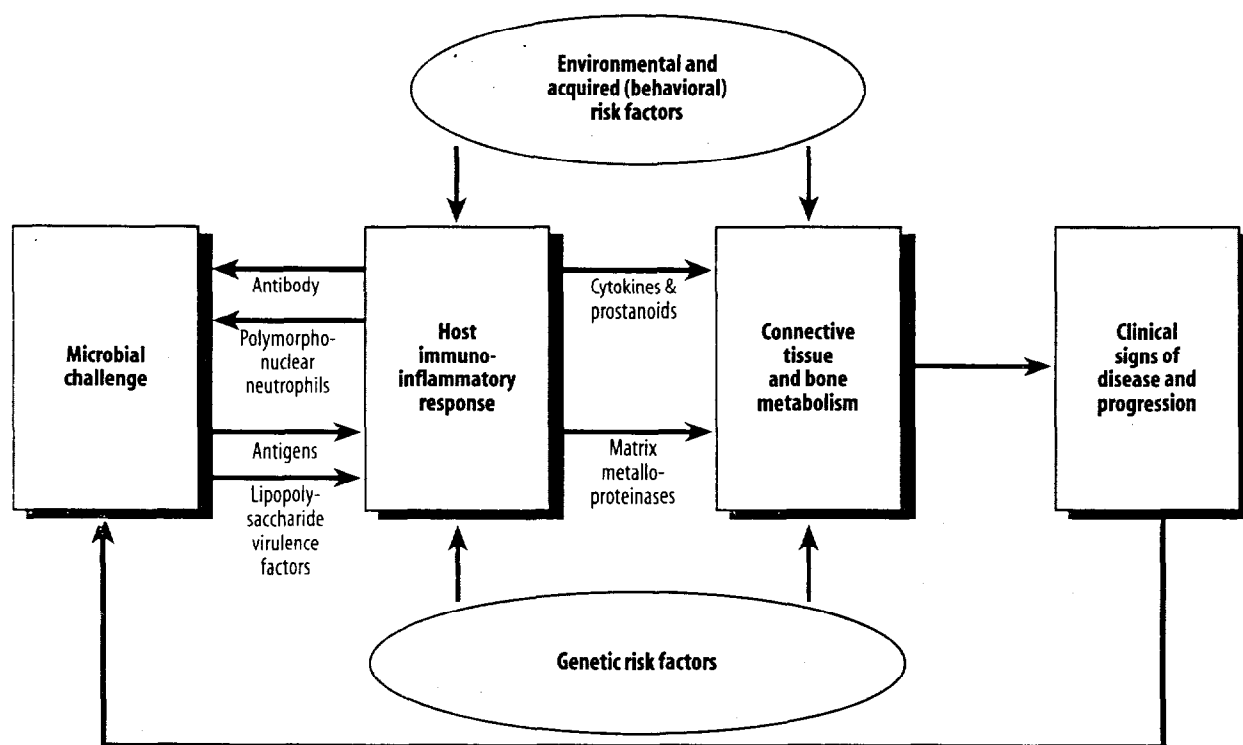 Environmental and
acquired (behavioral)
risk factors
Microbial
challenge
Antibody
Polymorpho-
nuclear
neutrophils
Antigens
Lipopoly-
saccharide
virulence
factors
Host
immuno-
inflammatory
response
Cytokines &
prostanoids
Matrix
metallo-
proteinases
Connective
tissue
and bone
metabolism
Clinical
signs of
disease and
progression
Genetic risk factors